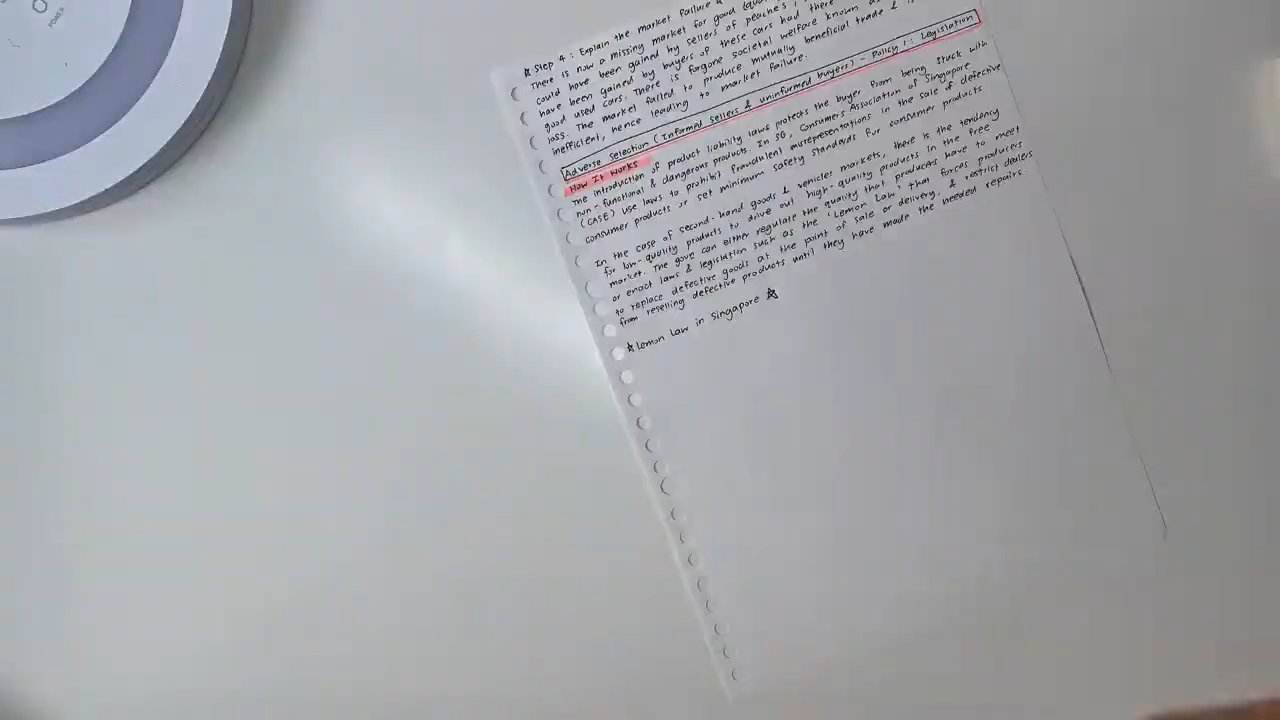 POWER
☆ Step 4: Explain the market failure
There is now a missing market for good
could have been gained by sellers of peaches,
have been gained by buyers of these cars had there
good used cars. There is forgone societal welfare known as
loss. The market failed to produce mutually beneficial trade & is
inefficient, hence leading to market failure.
Adverse Selection (Informed Sellers & uninformed buyers) - Policy 1: Legislation
How It Works
The introduction of product liability laws protects the buyer from being stuck with
non-functional & dangerous products. In SG, Consumers Association of Singapore
(CASE) use laws to prohibit fraudulent misrepresentations in the sale of defective
consumer products or set minimum safety standards for consumer products
In the case of second-hand goods & vehicles markets, there is the tendency
for low-quality products to drive out high-quality products in the free
market. The govt can either regulate the quality that producers have to meet
or enact laws & legislation such as the 'Lemon Law' that forces producers
to replace defective goods at the point of sale or delivery, & restrict dealers
from reselling defective products until they have made the needed repairs.
☆ Lemon Law in Singapore ☆